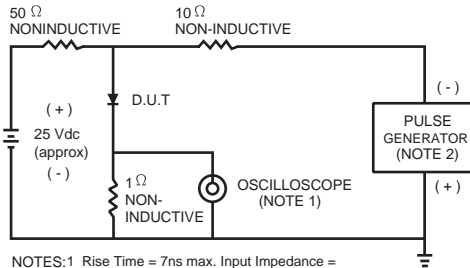 50 Ω
NONINDUCTIVE
10 Ω
NON-INDUCTIVE
(+)
25 Vdc
(approx)
(-)
D.U.T
1 Ω
NON-
INDUCTIVE
OSCILLOSCOPE
(NOTE 1)
(-)
PULSE
GENERATOR
(NOTE 2)
(+)
NOTES:1 Rise Time = 7ns max. Input Impedance =